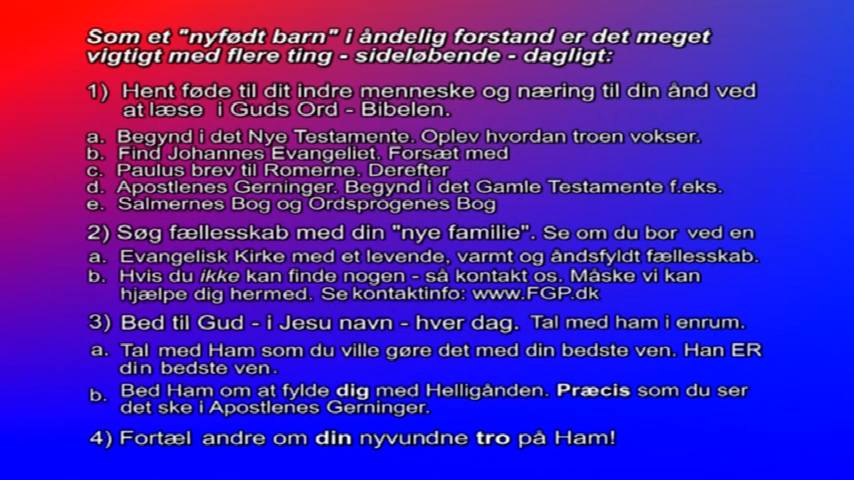 Som et "nyfødt barn" i åndelig forstand er det meget
vigtigt med flere ting - sideløbende - dagligt:
1) Hent føde til dit indre menneske og næring til din ånd ved
at læse i Guds Ord - Bibelen.
a. Begynd i det Nye Testamente. Oplev hvordan troen vokser.
b. Find Johannes Evangeliet. Forsæt med
c. Paulus brev til Romerne. Derefter
d. Apostlenes Gerninger. Begynd i det Gamle Testamente f.eks.
e. Salmernes Bog og Ordsprogenes Bog
2) Søg fællesskab med din "nye familie". Se om du bor ved en
a. Evangelisk Kirke med et levende, varmt og åndsfyldt fællesskab.
b. Hvis du ikke kan finde nogen - så kontakt os. Måske vi kan
hjælpe dig hermed. Se kontaktinfo: www.FGP.dk
3) Bed til Gud - i Jesu navn - hver dag. Tal med ham i enrum.
a. Tal med Ham som du ville gøre det med din bedste ven. Han ER
din bedste ven.
b. Bed Ham om at fylde dig med Helligånden. Præcis som du ser
det ske i Apostlenes Gerninger.
4) Fortæl andre om din nyvundne tro på Ham!